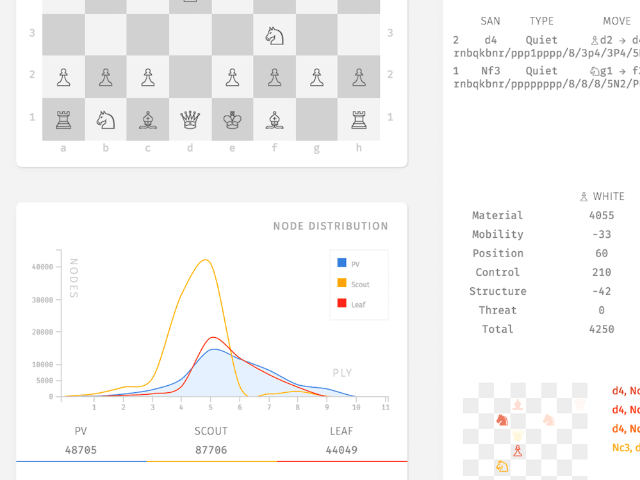 3 3
2 2
1 1
a b c d e f g h
NODE DISTRIBUTION
NODES
40000
30000
20000
10000
5000
0
PV
Scout
Leaf
PLY
1 2 3 4 5 6 7 8 9 10 11
PV SCOUT LEAF
48705 87706 44049
SAN TYPE MOVE
2 d4 Quiet d2 → d4
rnbqkbnr/ppp1pppp/8/3p4/3P4/5
1 Nf3 Quiet g1 → f
rnbqkbnr/pppppppp/8/8/8/5N2/P
WHITE
Material 4055
Mobility -33
Position 60
Control 210
Structure -42
Threat 0
Total 4250
d4, Nc
d4, Nc
d4, Nc
Nc3, d